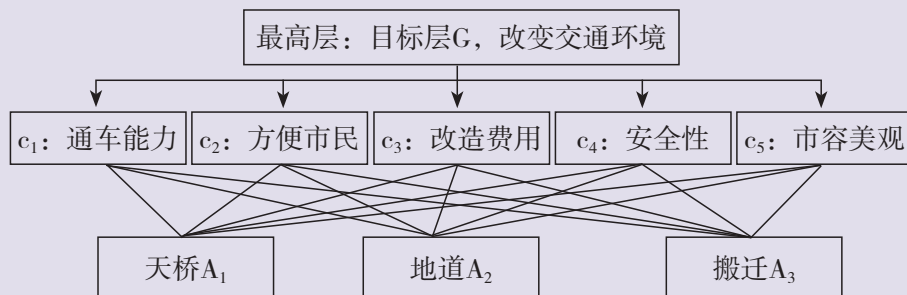 最高层：目标层G，改变交通环境
c₁：通车能力
c₂：方便市民
c₃：改造费用
c₄：安全性
c₅：市容美观
天桥A₁
地道A₂
搬迁A₃